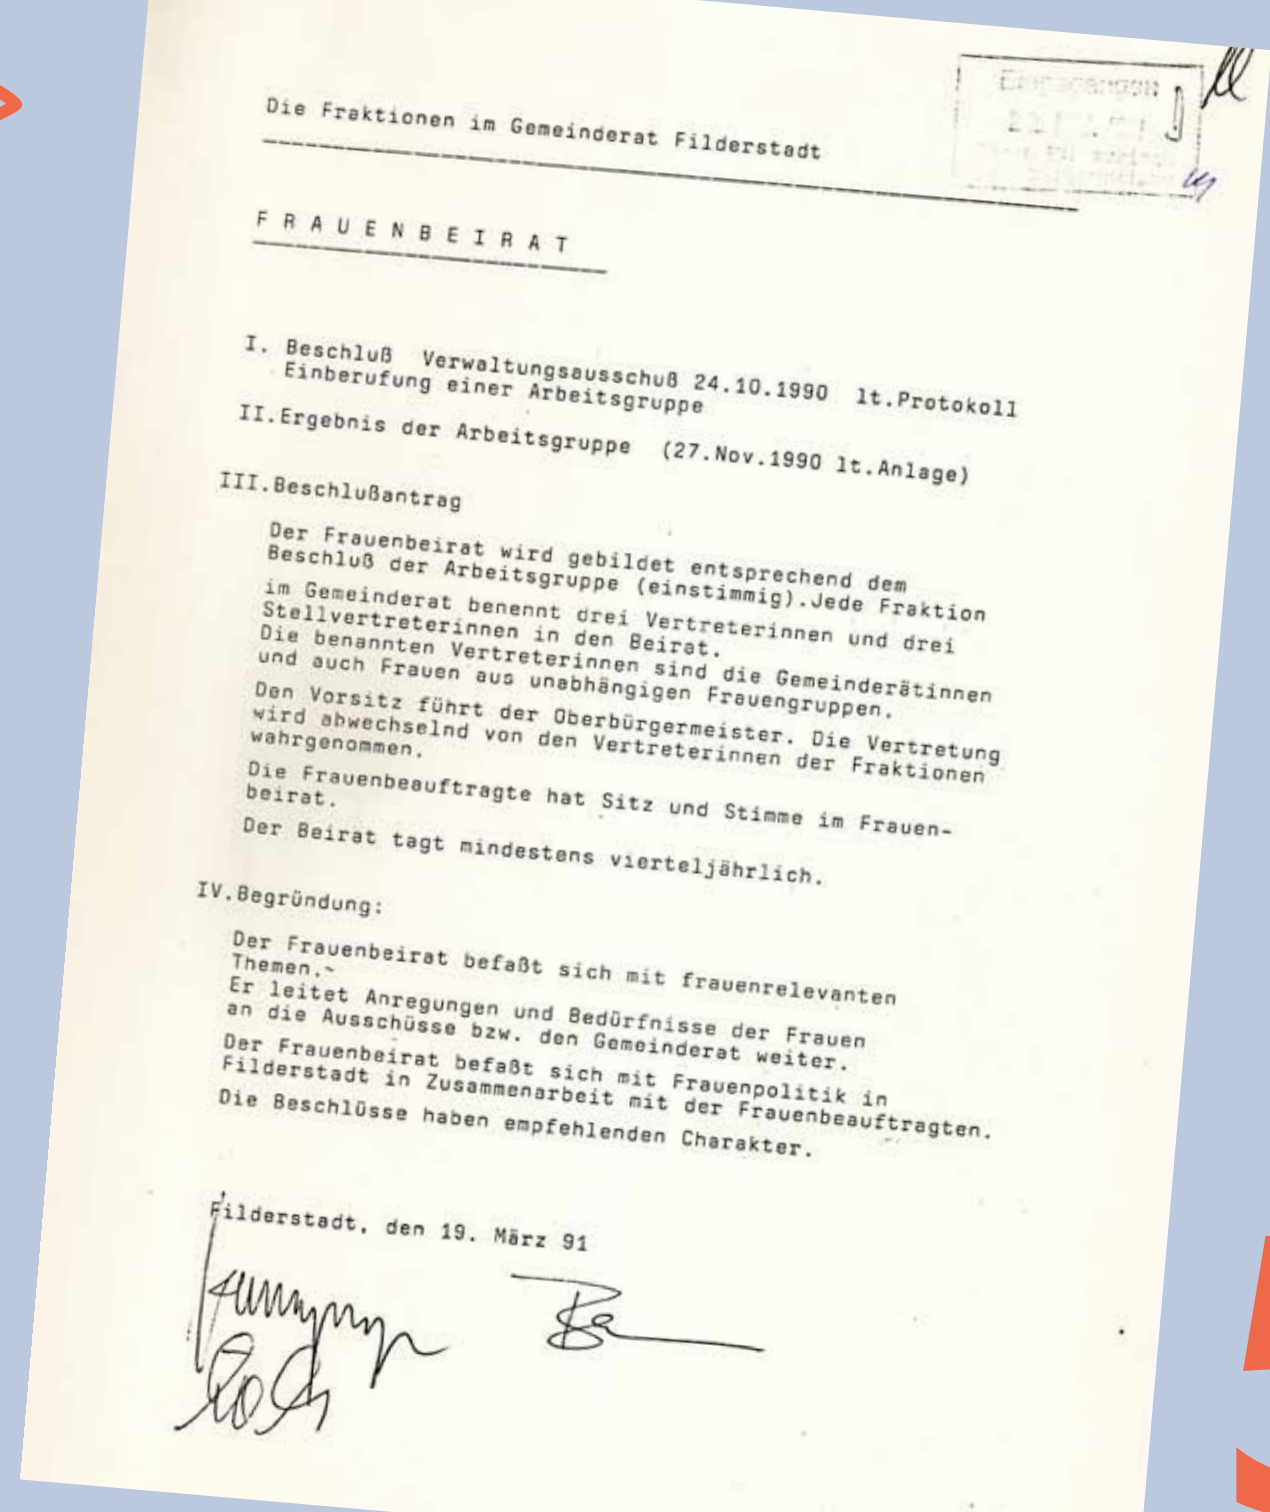 Die Fraktionen im Gemeinderat Filderstadt
F R A U E N B E I R A T
I. Beschluß Verwaltungsausschuß 24.10.1990 lt.Protokoll
Einberufung einer Arbeitsgruppe
II.Ergebnis der Arbeitsgruppe (27.Nov.1990 lt.Anlage)
III.Beschlußantrag
Der Frauenbeirat wird gebildet entsprechend dem
Beschluß der Arbeitsgruppe (einstimmig).Jede Fraktion
im Gemeinderat benennt drei Vertreterinnen und drei
Stellvertreterinnen in den Beirat.
Die benannten Vertreterinnen sind die Gemeinderätinnen
und auch Frauen aus unabhängigen Frauengruppen.
Den Vorsitz führt der Oberbürgermeister. Die Vertretung
wird abwechselnd von den Vertreterinnen der Fraktionen
wahrgenommen.
Die Frauenbeauftragte hat Sitz und Stimme im Frauen-
beirat.
Der Beirat tagt mindestens vierteljährlich.
IV.Begründung:
Der Frauenbeirat befaßt sich mit frauenrelevanten
Themen.~
Er leitet Anregungen und Bedürfnisse der Frauen
an die Ausschüsse bzw. den Gemeinderat weiter.
Der Frauenbeirat befaßt sich mit Frauenpolitik in
Filderstadt in Zusammenarbeit mit der Frauenbeauftragten.
Die Beschlüsse haben empfehlenden Charakter.
Filderstadt, den 19. März 91